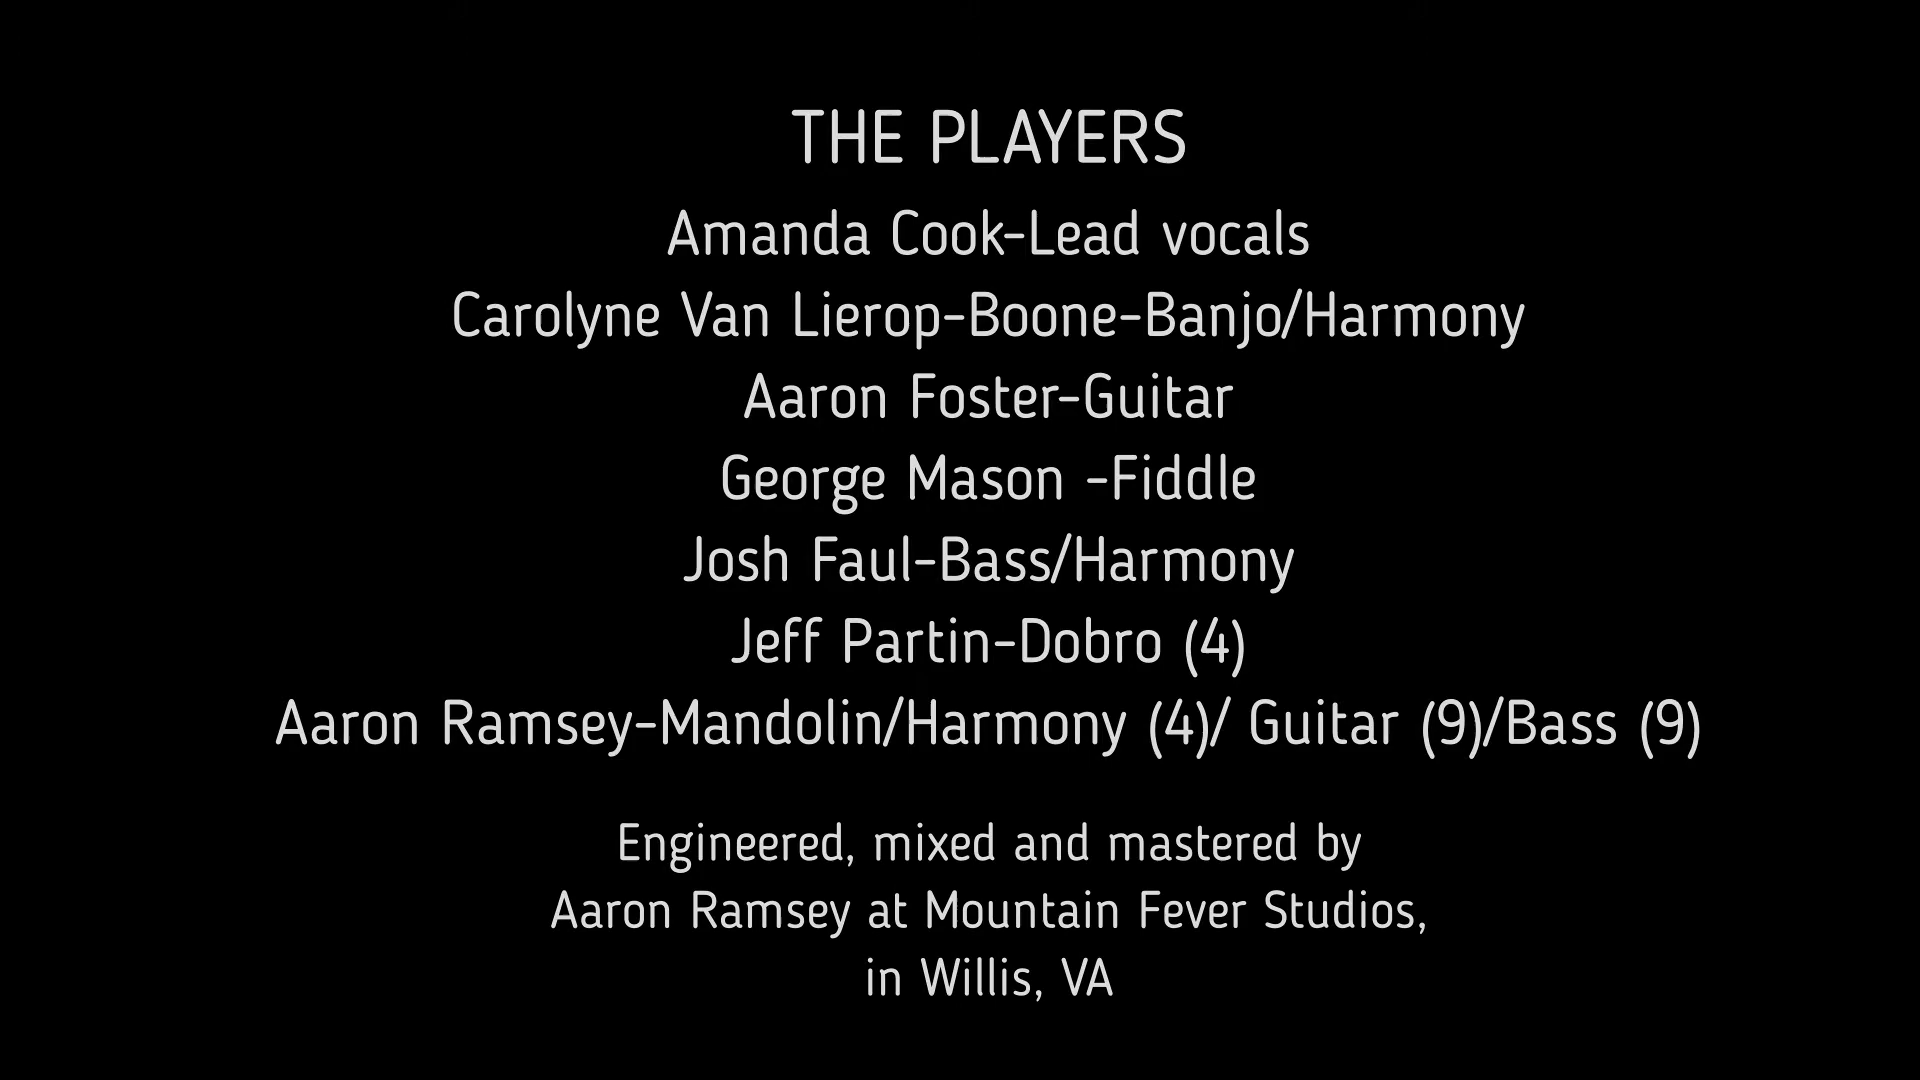 THE PLAYERS
Amanda Cook-Lead vocals
Carolyne Van Lierop-Boone-Banjo/Harmony
Aaron Foster-Guitar
George Mason -Fiddle
Josh Faul-Bass/Harmony
Jeff Partin-Dobro (4)
Aaron Ramsey-Mandolin/Harmony (4)/ Guitar (9)/Bass (9)
Engineered, mixed and mastered by
Aaron Ramsey at Mountain Fever Studios,
in Willis, VA